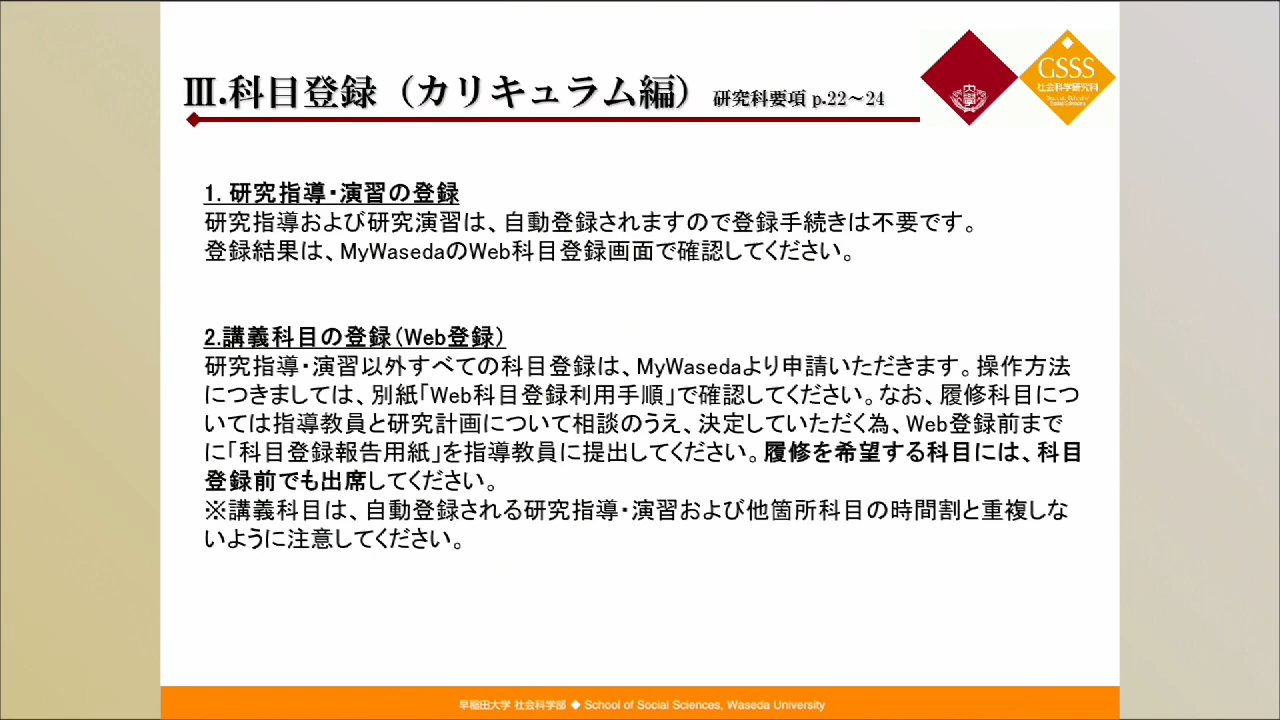 Ⅲ.科目登録（カリキュラム編） 研究科要項 p.22～24
大學
GSSS
社会科学研究科
1. 研究指導・演習の登録
研究指導および研究演習は、自動登録されますので登録手続きは不要です。
登録結果は、MyWasedaのWeb科目登録画面で確認してください。
2.講義科目の登録（Web登録）
研究指導・演習以外すべての科目登録は、MyWasedaより申請いただきます。操作方法
につきましては、別紙「Web科目登録利用手順」で確認してください。なお、履修科目につ
いては指導教員と研究計画について相談のうえ、決定していただく為、Web登録前まで
に「科目登録報告用紙」を指導教員に提出してください。履修を希望する科目には、科目
登録前でも出席してください。
※講義科目は、自動登録される研究指導・演習および他箇所科目の時間割と重複しな
いように注意してください。
早稲田大学 社会科学部 ◆ School of Social Sciences, Waseda University